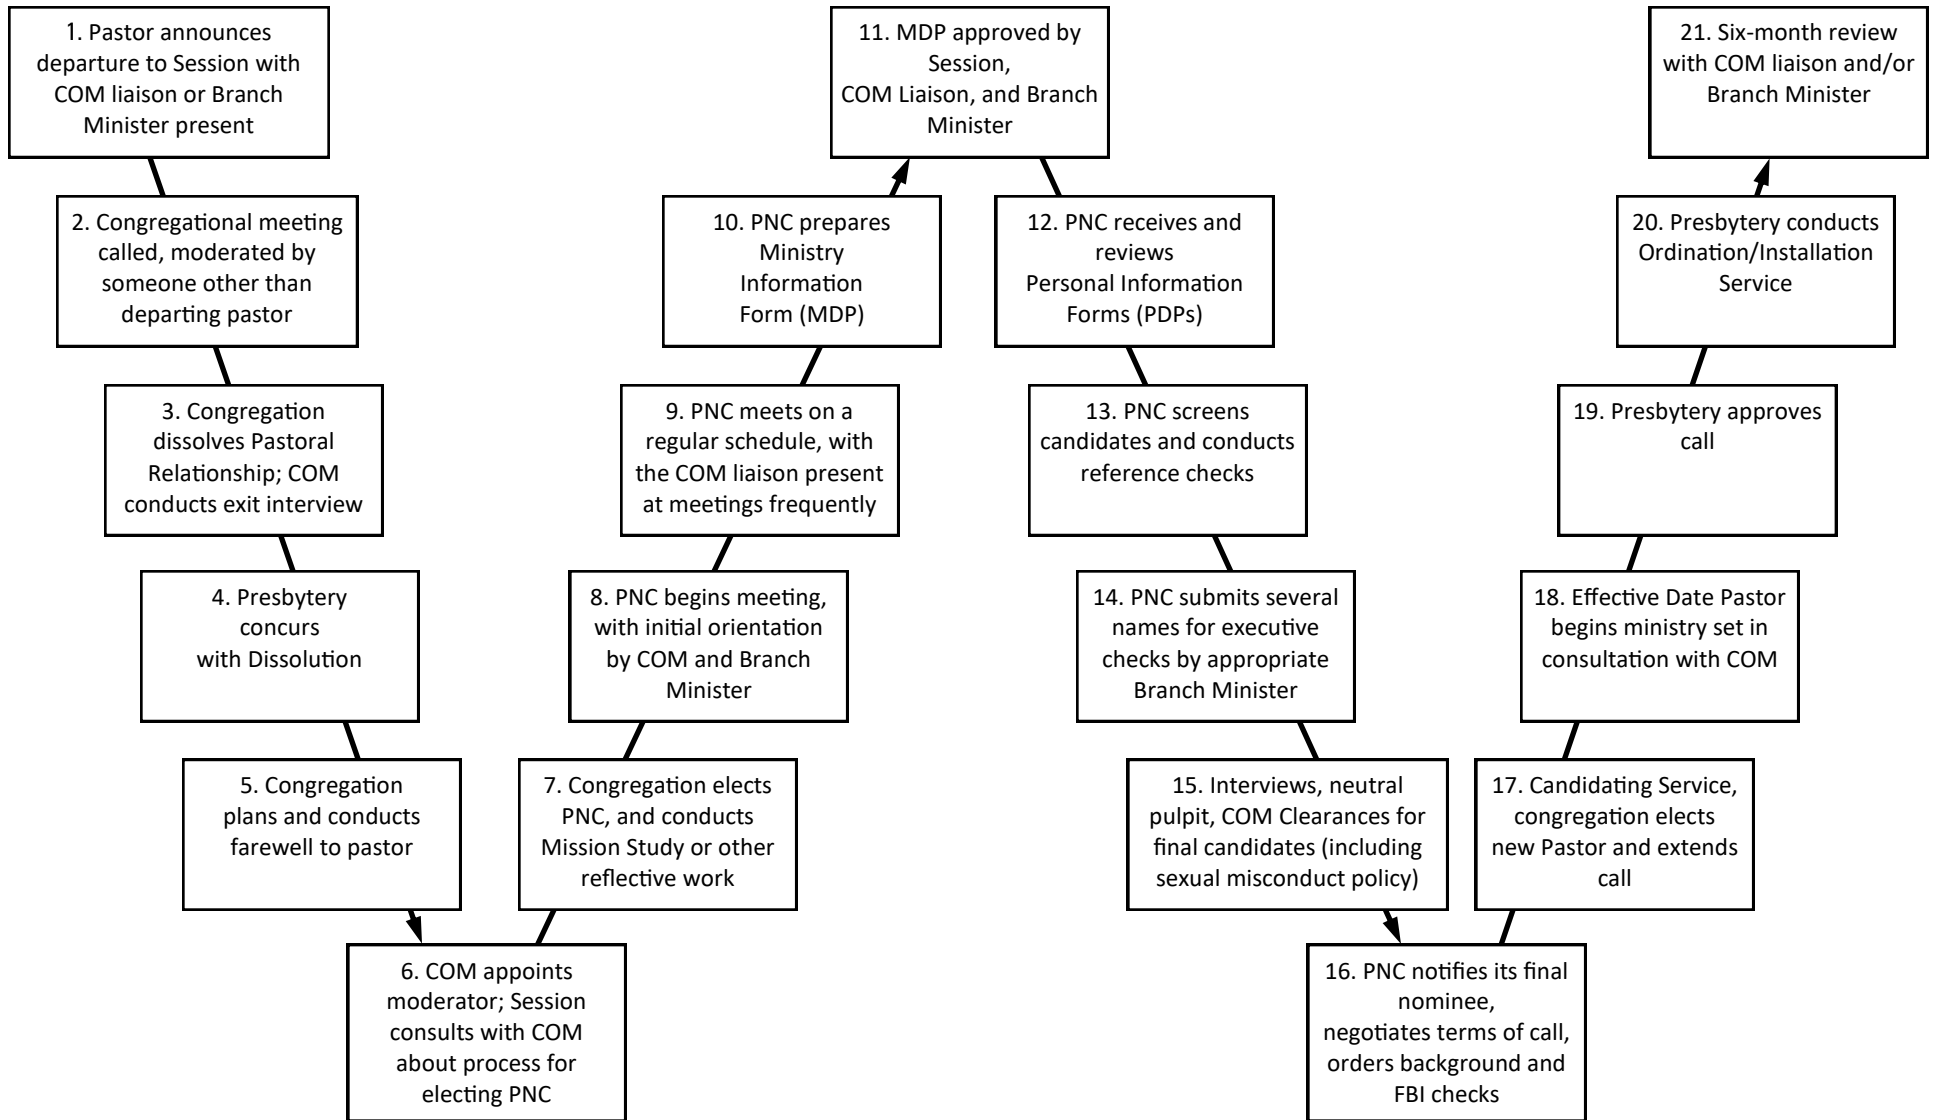 1. Pastor announces
departure to Session with
COM liaison or Branch
Minister present
2. Congregational meeting
called, moderated by
someone other than
departing pastor
3. Congregation
dissolves Pastoral
Relationship; COM
conducts exit interview
4. Presbytery
concurs
with Dissolution
5. Congregation
plans and conducts
farewell to pastor
6. COM appoints
moderator; Session
consults with COM
about process for
electing PNC
7. Congregation elects
PNC, and conducts
Mission Study or other
reflective work
8. PNC begins meeting,
with initial orientation
by COM and Branch
Minister
9. PNC meets on a
regular schedule, with
the COM liaison present
at meetings frequently
10. PNC prepares
Ministry
Information
Form (MDP)
11. MDP approved by
Session,
COM Liaison, and Branch
Minister
12. PNC receives and
reviews
Personal Information
Forms (PDPs)
13. PNC screens
candidates and conducts
reference checks
14. PNC submits several
names for executive
checks by appropriate
Branch Minister
15. Interviews, neutral
pulpit, COM Clearances for
final candidates (including
sexual misconduct policy)
16. PNC notifies its final
nominee,
negotiates terms of call,
orders background and
FBI checks
17. Candidating Service,
congregation elects
new Pastor and extends
call
18. Effective Date Pastor
begins ministry set in
consultation with COM
19. Presbytery approves
call
20. Presbytery conducts
Ordination/Installation
Service
21. Six-month review
with COM liaison and/or
Branch Minister